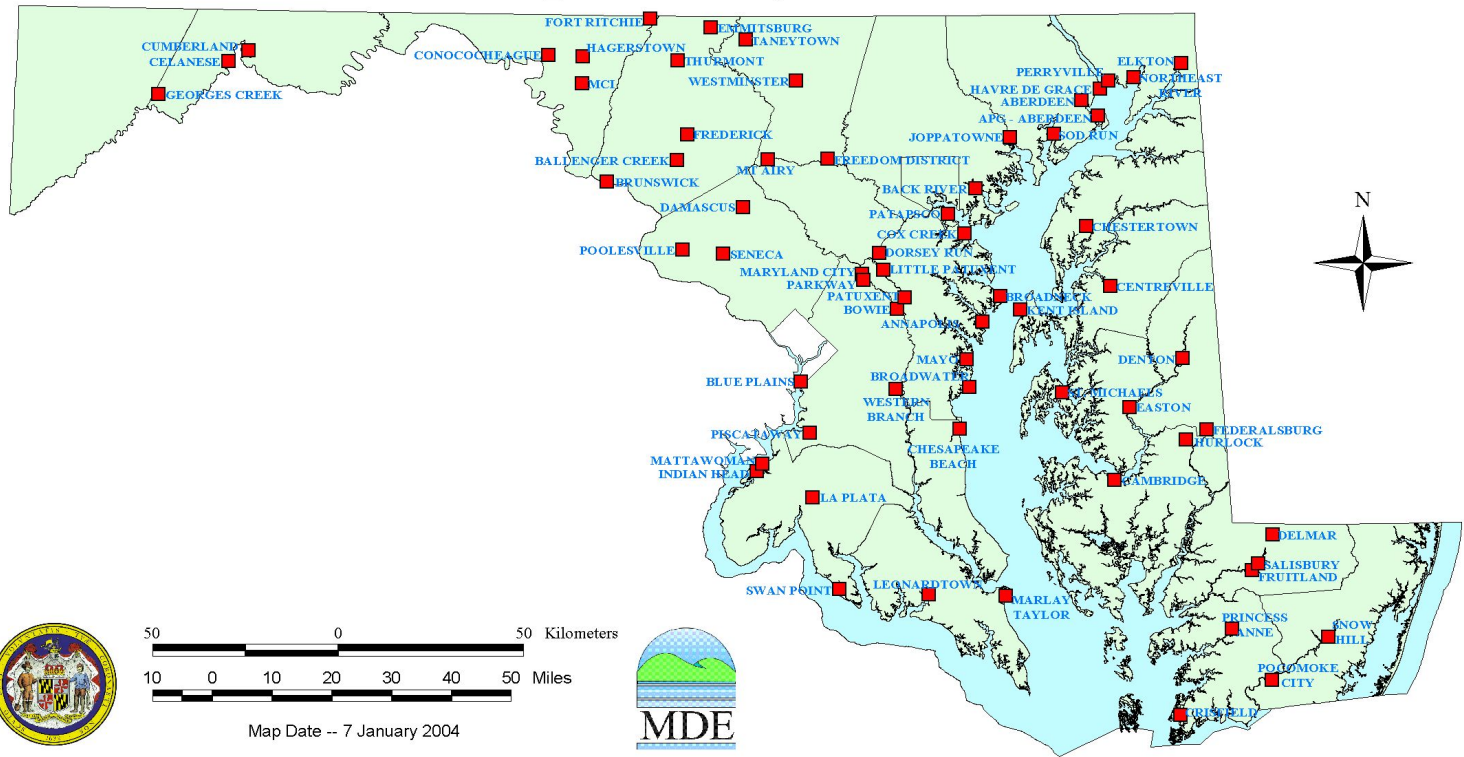 FORT RITCHIE
EMMITSBURG
TANEYTOWN
CUMBERLAND
CELANESE
CONOCOCHEAGUE
HAGERSTOWN
THURMONT
ELKTON
PERRYVILLE
NORTHEAST
RIVER
GEORGES CREEK
MCI
WESTMINSTER
HAVRE DE GRACE
ABERDEEN
APG - ABERDEEN
FREDERICK
JOPPATOWNE
SOD RUN
BALLENGER CREEK
MT AIRY
FREEDOM DISTRICT
BRUNSWICK
BACK RIVER
N
DAMASCUS
PATAPSCO
COX CREEK
CHESTERTOWN
POOLESVILLE
SENECA
DORSEY RUN
MARYLAND CITY
LITTLE PATUXENT
PARKWAY
CENTREVILLE
PATUXENT
BROADNECK
BOWIE
KENT ISLAND
ANNAPOLIS
MAYO
DENTON
BLUE PLAINS
BROADWATER
WESTERN
BRANCH
ST. MICHAELS
EASTON
PISCATAWAY
CHESAPEAKE
BEACH
FEDERALSBURG
HURLOCK
MATTAWOMAN
INDIAN HEAD
CAMBRIDGE
LA PLATA
DELMAR
SALISBURY
FRUITLAND
SWAN POINT
LEONARDTOWN
MARLAY
TAYLOR
PRINCESS
ANNE
SNOW
HILL
POCOMOKE
CITY
CRISFIELD
50 0 50 Kilometers
10 0 10 20 30 40 50 Miles
Map Date -- 7 January 2004
MDE